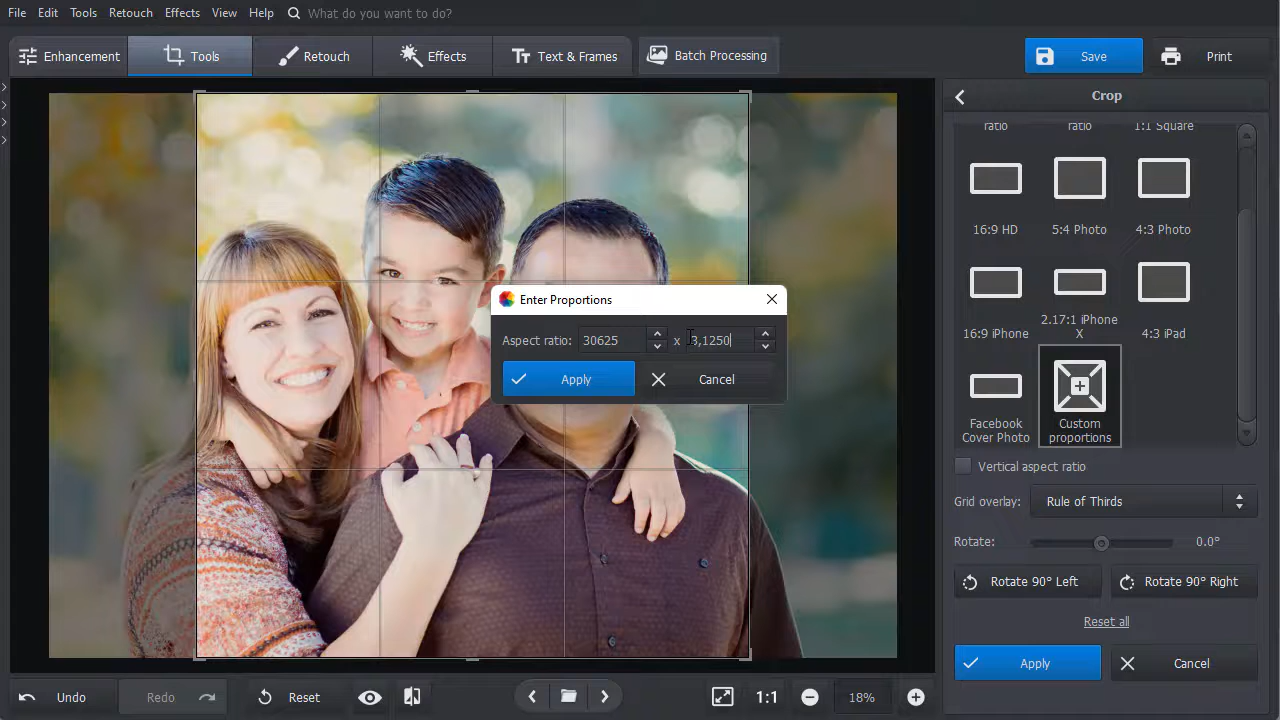 File Edit Tools Retouch Effects View Help What do you want to do?
Enhancement Tools Retouch Effects Text & Frames Batch Processing Save Print
Crop
ratio ratio 1:1 Square
16:9 HD 5:4 Photo 4:3 Photo
16:9 iPhone 2.17:1 iPhone X 4:3 iPad
Facebook Cover Photo Custom proportions
Vertical aspect ratio
Grid overlay: Rule of Thirds
Rotate: 0.0°
Rotate 90° Left Rotate 90° Right
Reset all
Apply Cancel
Enter Proportions
Aspect ratio: 30625 x 3,1250
Apply Cancel
Undo Redo Reset 1:1 18%